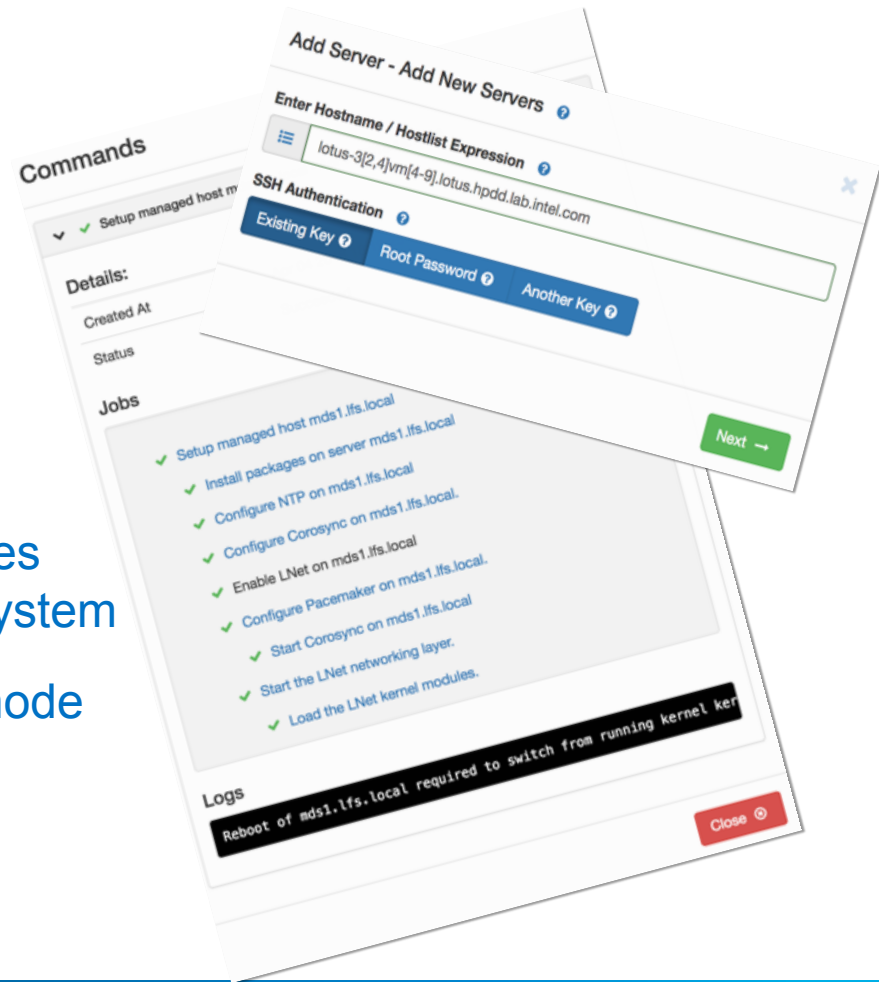 Add Server - Add New Servers
Enter Hostname / Hostlist Expression
lotus-3[2,4]vm[4-9].lotus.hpdd.lab.intel.com
SSH Authentication
Existing Key
Root Password
Another Key
Next →
Commands
Setup managed host
Details:
Created At
Status
Jobs
Setup managed host mds1.lfs.local
Install packages on server mds1.lfs.local
Configure NTP on mds1.lfs.local
Configure Corosync on mds1.lfs.local.
Enable LNet on mds1.lfs.local
Configure Pacemaker on mds1.lfs.local.
Start Corosync on mds1.lfs.local
Start the LNet networking layer.
Load the LNet kernel modules.
Logs
Reboot of mds1.lfs.local required to switch from running kernel ker
Close
es
ystem
node